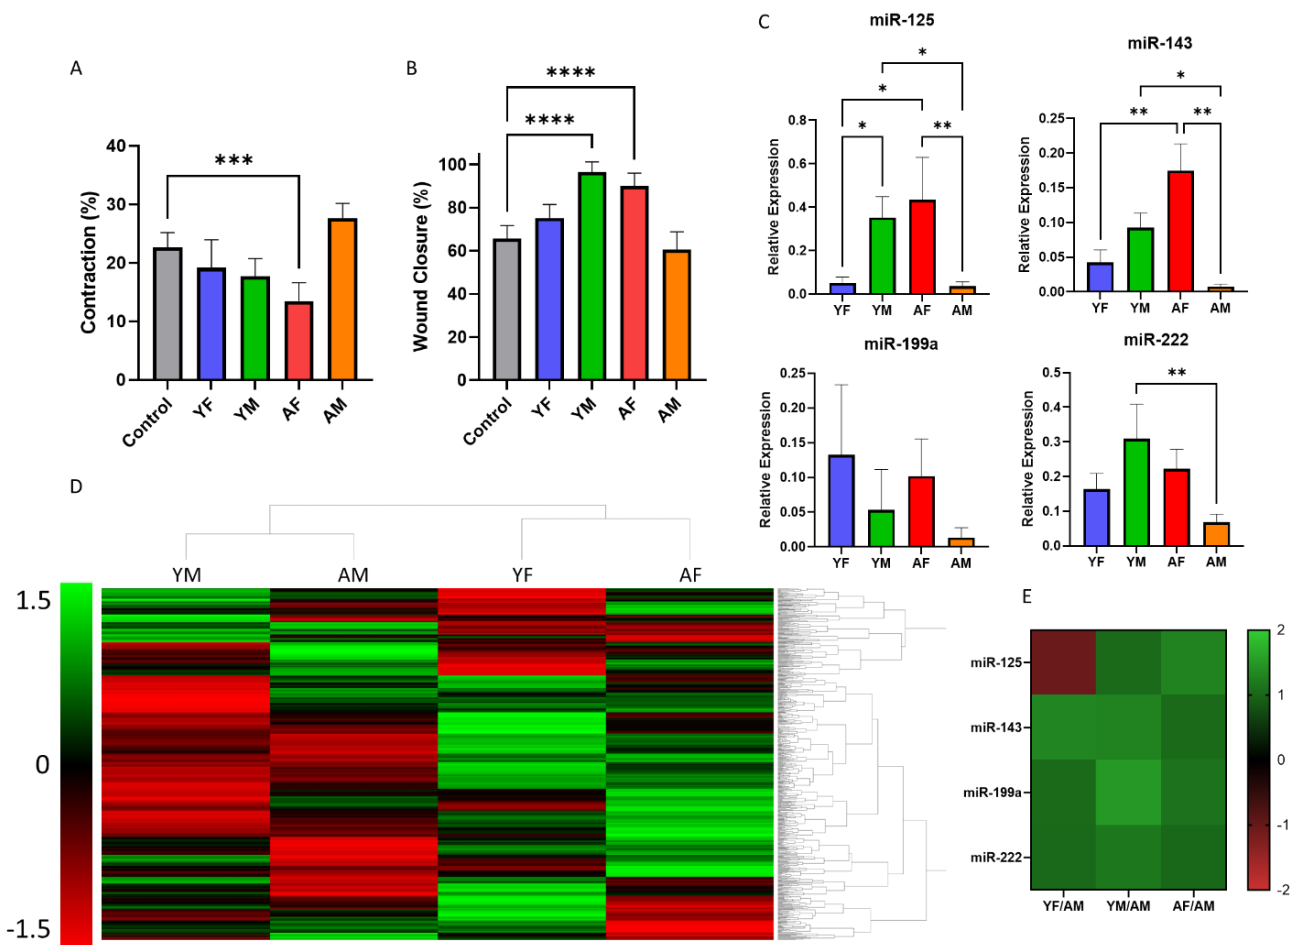 A
Contraction (%)
40
30
20
10
0
***
Control
YF
YM
AF
AM
B
Wound Closure (%)
100
80
60
40
20
0
****
****
Control
YF
YM
AF
AM
C
miR-125
Relative Expression
0.8
0.6
0.4
0.2
0.0
*
*
*
**
YF
YM
AF
AM
miR-143
Relative Expression
0.25
0.20
0.15
0.10
0.05
0.00
*
**
**
YF
YM
AF
AM
miR-199a
Relative Expression
0.25
0.20
0.15
0.10
0.05
0.00
YF
YM
AF
AM
miR-222
Relative Expression
0.5
0.4
0.3
0.2
0.1
0.0
**
YF
YM
AF
AM
D
YM
AM
YF
AF
1.5
0
-1.5
E
miR-125
miR-143
miR-199a
miR-222
YF/AM
YM/AM
AF/AM
2
1
0
-1
-2